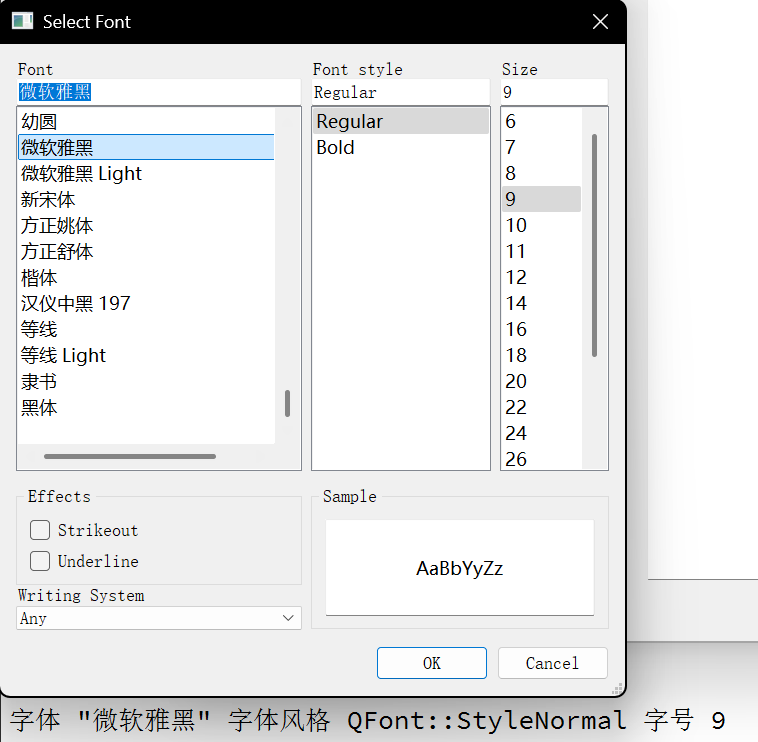 Select Font
Font
微软雅黑
幼圆
微软雅黑
微软雅黑 Light
新宋体
方正姚体
方正舒体
楷体
汉仪中黑 197
等线
等线 Light
隶书
黑体
Font style
Regular
Regular
Bold
Size
9
6
7
8
9
10
11
12
14
16
18
20
22
24
26
Effects
Strikeout
Underline
Writing System
Any
Sample
AaBbYyZz
OK
Cancel
字体 "微软雅黑" 字体风格 QFont::StyleNormal 字号 9